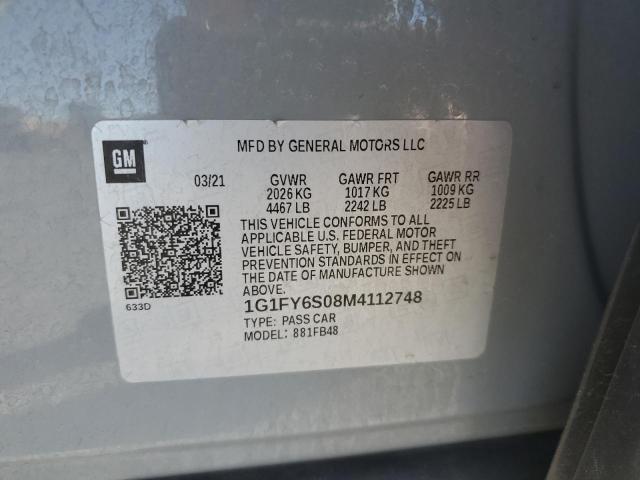 GM
MFD BY GENERAL MOTORS LLC
03/21 GVWR GAWR FRT GAWR RR
2026 KG 1017 KG 1009 KG
4467 LB 2242 LB 2225 LB
THIS VEHICLE CONFORMS TO ALL
APPLICABLE U.S. FEDERAL MOTOR
VEHICLE SAFETY, BUMPER, AND THEFT
PREVENTION STANDARDS IN EFFECT ON
THE DATE OF MANUFACTURE SHOWN
ABOVE.
633D
1G1FY6S08M4112748
TYPE: PASS CAR
MODEL: 881FB48